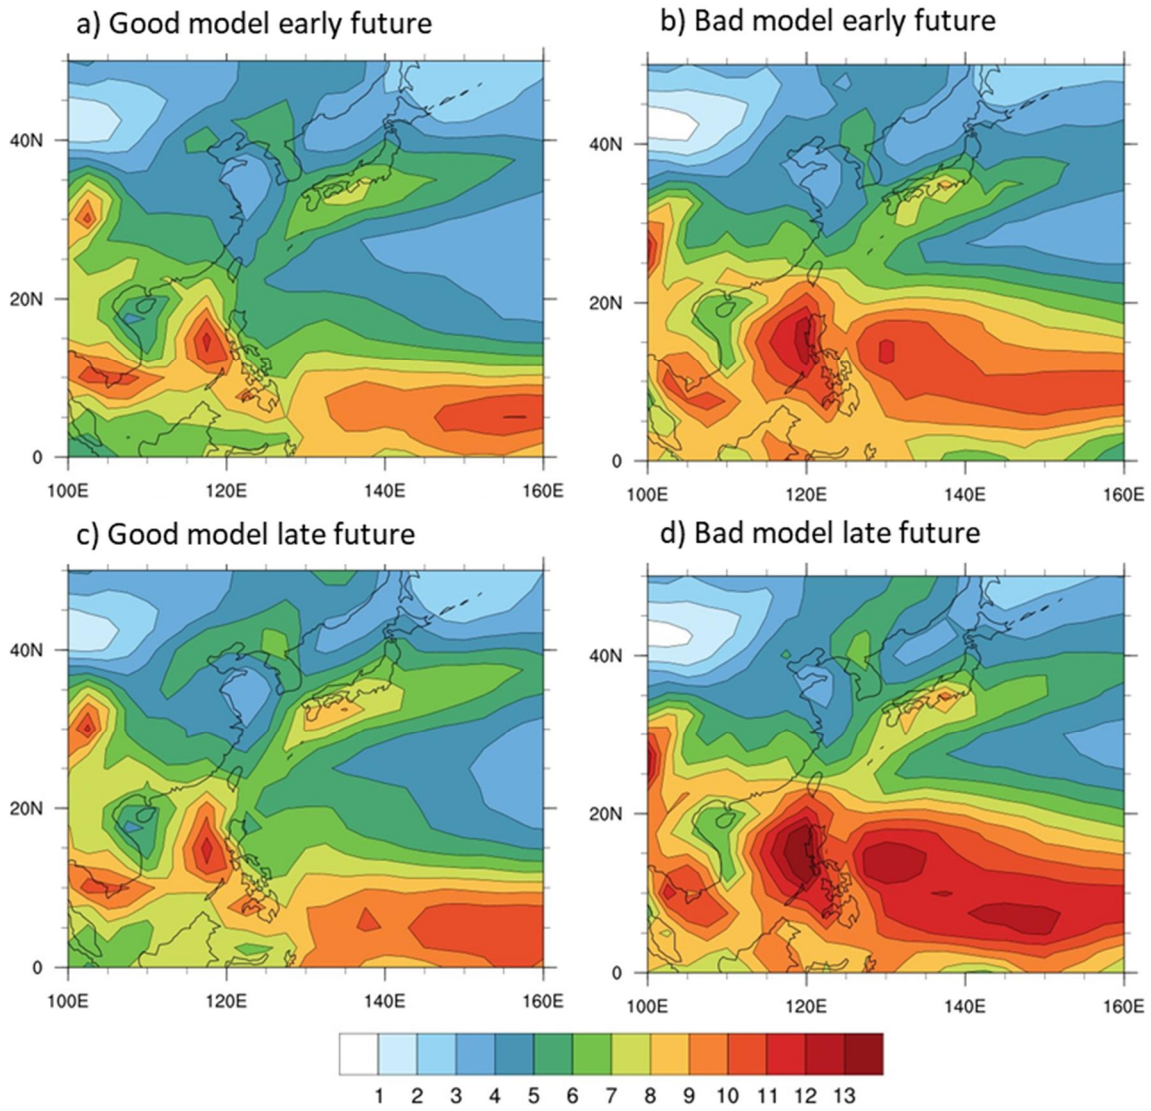 a) Good model early future
b) Bad model early future
40N
20N
0
100E 120E 140E 160E
40N
20N
0
100E 120E 140E 160E
c) Good model late future
d) Bad model late future
40N
20N
0
100E 120E 140E 160E
40N
20N
0
100E 120E 140E 160E
1 2 3 4 5 6 7 8 9 10 11 12 13